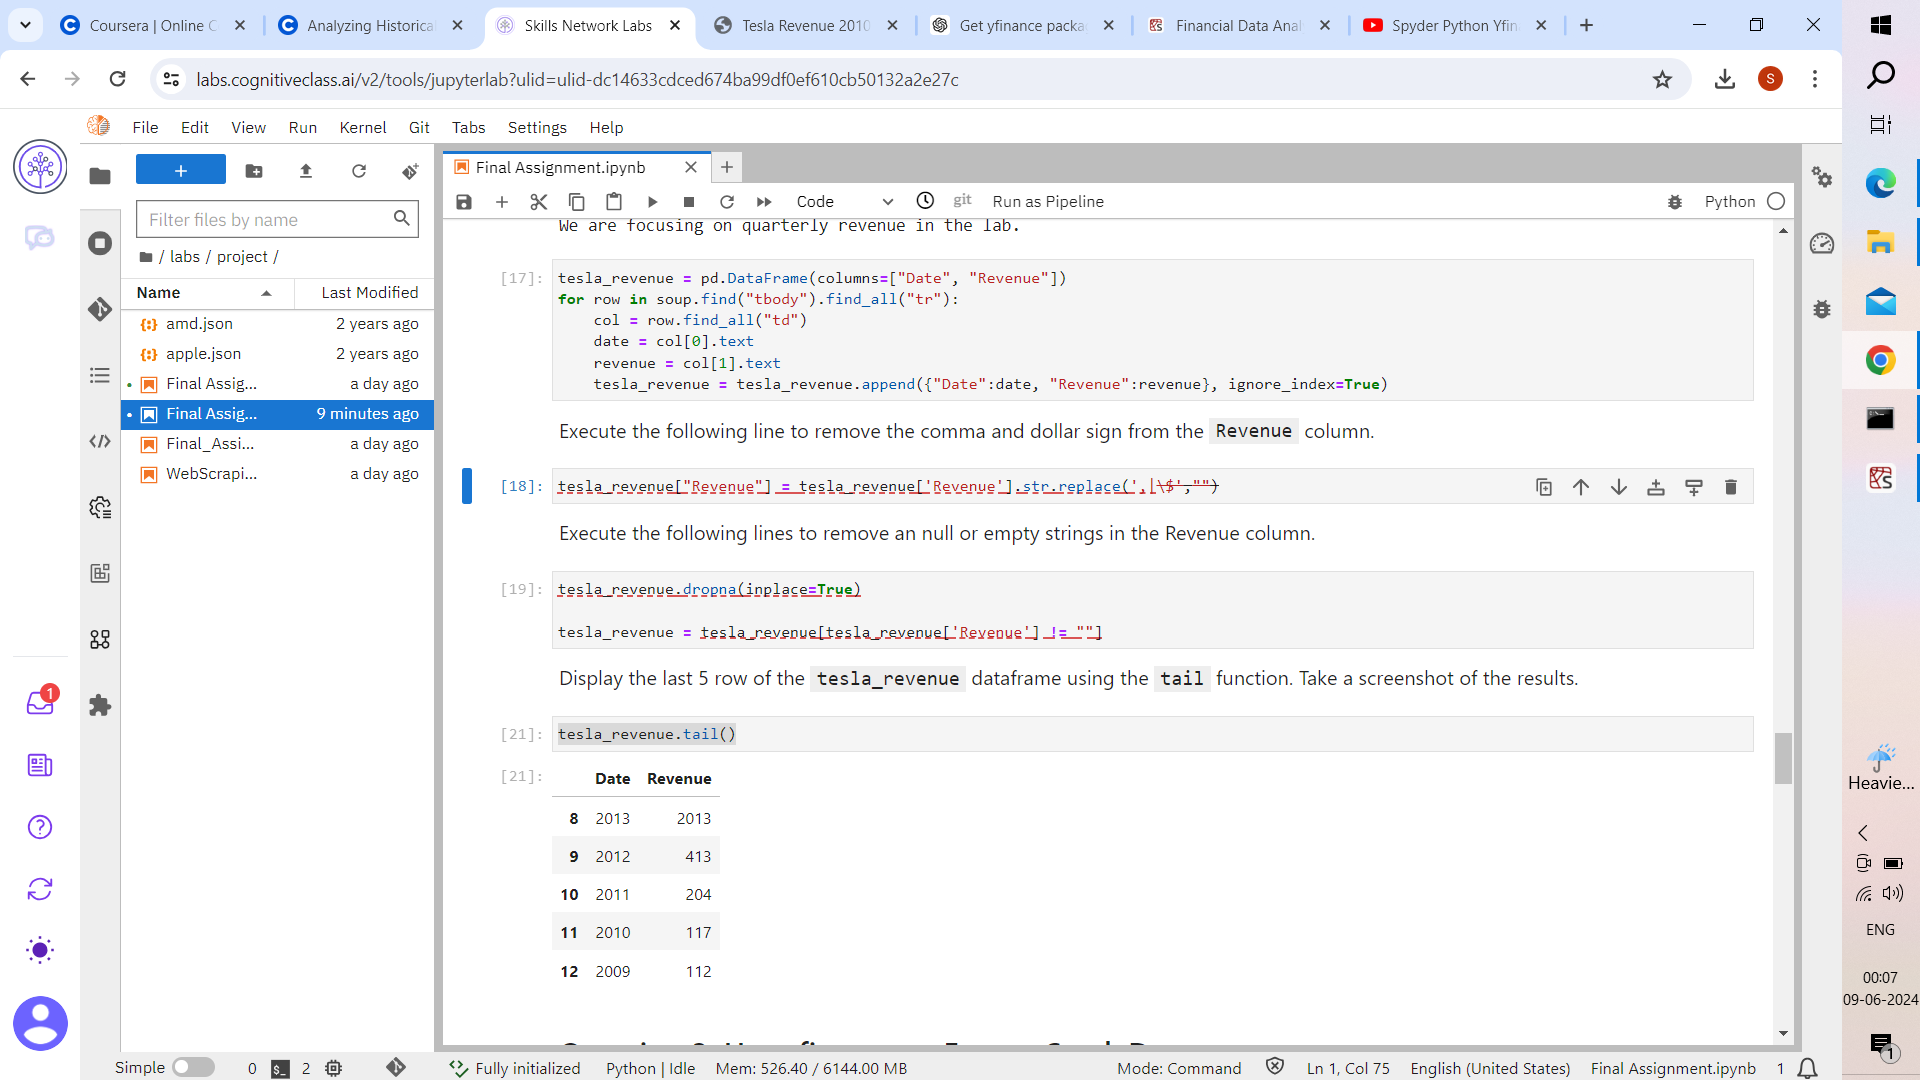 Coursera | Online C
Analyzing Historica
Skills Network Labs
Tesla Revenue 2010
Get yfinance packa
Financial Data Anal
Spyder Python Yfin
labs.cognitiveclass.ai/v2/tools/jupyterlab?ulid=ulid-dc14633cdced674ba99df0ef610cb50132a2e27c
S
File Edit View Run Kernel Git Tabs Settings Help
Filter files by name
/ labs / project /
Name Last Modified
amd.json 2 years ago
apple.json 2 years ago
Final Assig... a day ago
Final Assig... 9 minutes ago
Final_Assi... a day ago
WebScrapi... a day ago
1
Final Assignment.ipynb
Code git Run as Pipeline Python
We are focusing on quarterly revenue in the lab.
[17]: tesla_revenue = pd.DataFrame(columns=["Date", "Revenue"])
for row in soup.find("tbody").find_all("tr"):
col = row.find_all("td")
date = col[0].text
revenue = col[1].text
tesla_revenue = tesla_revenue.append({"Date":date, "Revenue":revenue}, ignore_index=True)
Execute the following line to remove the comma and dollar sign from the Revenue column.
[18]: tesla_revenue["Revenue"] = tesla_revenue['Revenue'].str.replace(',|\$',"")
Execute the following lines to remove an null or empty strings in the Revenue column.
[19]: tesla_revenue.dropna(inplace=True)
tesla_revenue = tesla_revenue[tesla_revenue['Revenue'] != ""]
Display the last 5 row of the tesla_revenue dataframe using the tail function. Take a screenshot of the results.
[21]: tesla_revenue.tail()
[21]: Date Revenue
8 2013 2013
9 2012 413
10 2011 204
11 2010 117
12 2009 112
Simple 0 $_ 2 Fully initialized Python | Idle Mem: 526.40 / 6144.00 MB Mode: Command Ln 1, Col 75 English (United States) Final Assignment.ipynb 1
Heavie...
ENG
00:07
09-06-2024
1